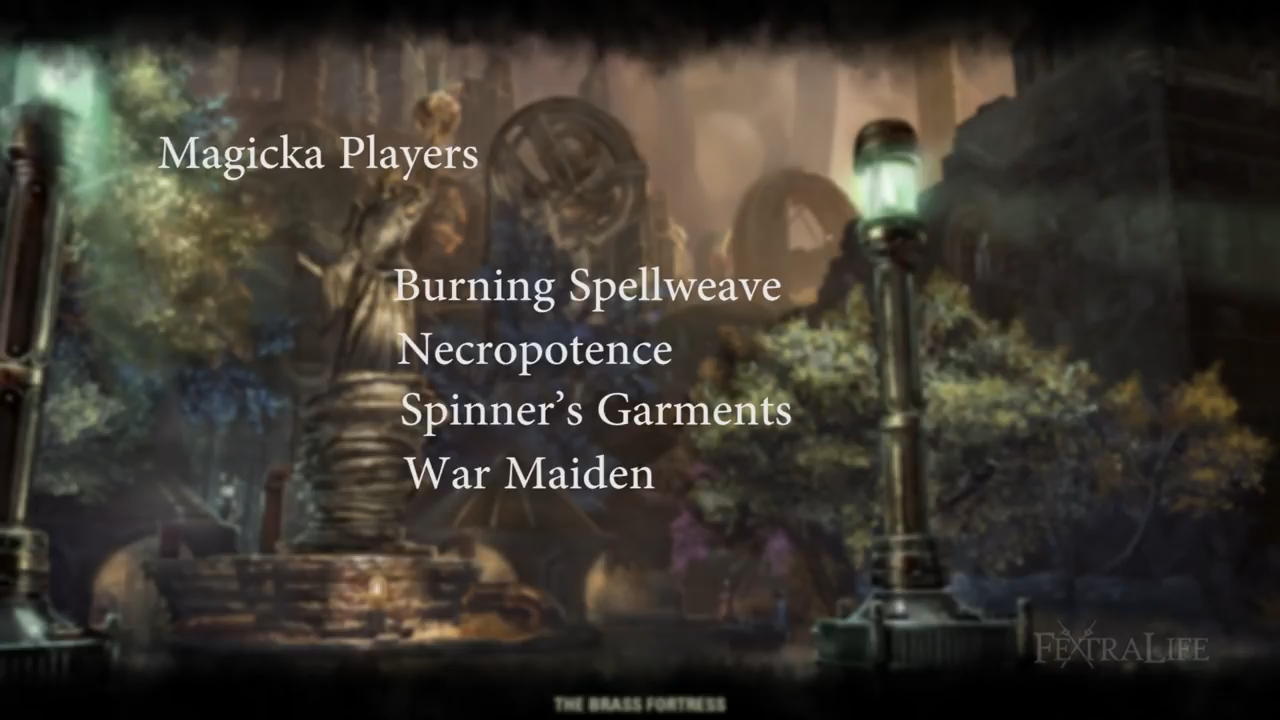 Magicka Players
Burning Spellweave
Necropotence
Spinner’s Garments
War Maiden
FEXTRALIFE
THE BRASS FORTRESS